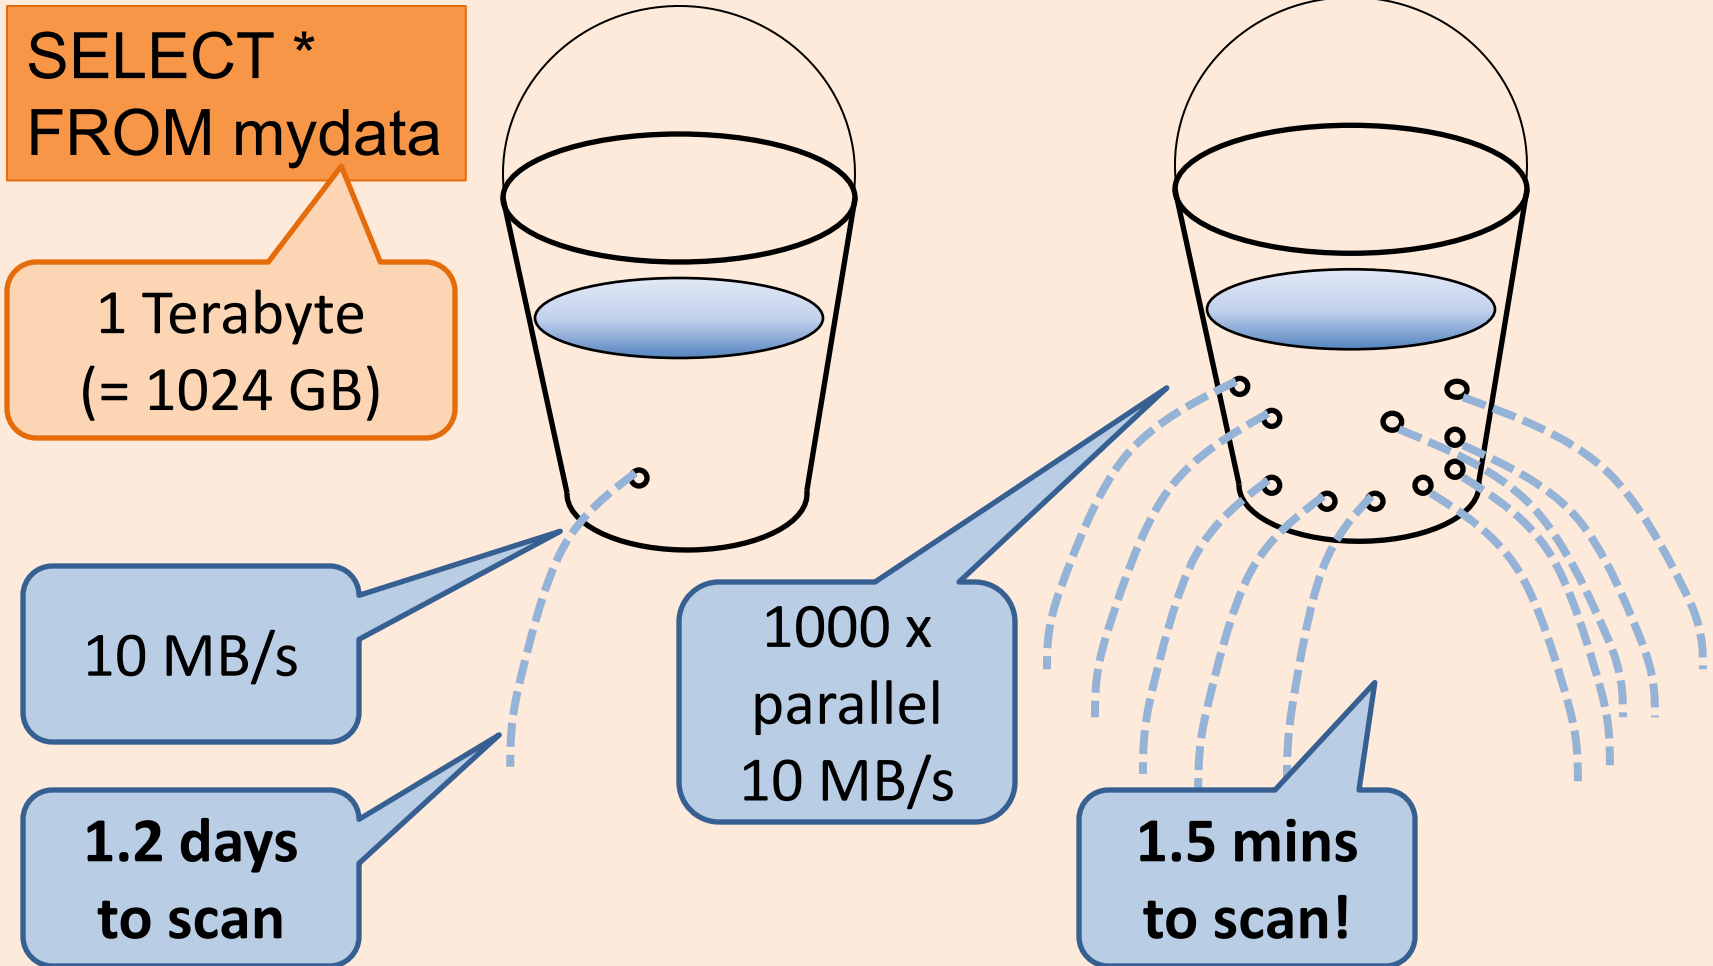 SELECT *
FROM mydata
1 Terabyte
(= 1024 GB)
10 MB/s
1.2 days
to scan
1000 x
parallel
10 MB/s
1.5 mins
to scan!